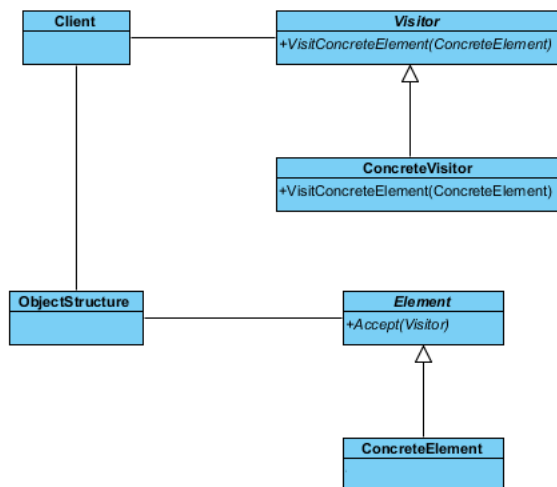 Client
Visitor
+VisitConcreteElement(ConcreteElement)
ConcreteVisitor
+VisitConcreteElement(ConcreteElement)
ObjectStructure
Element
+Accept(Visitor)
ConcreteElement